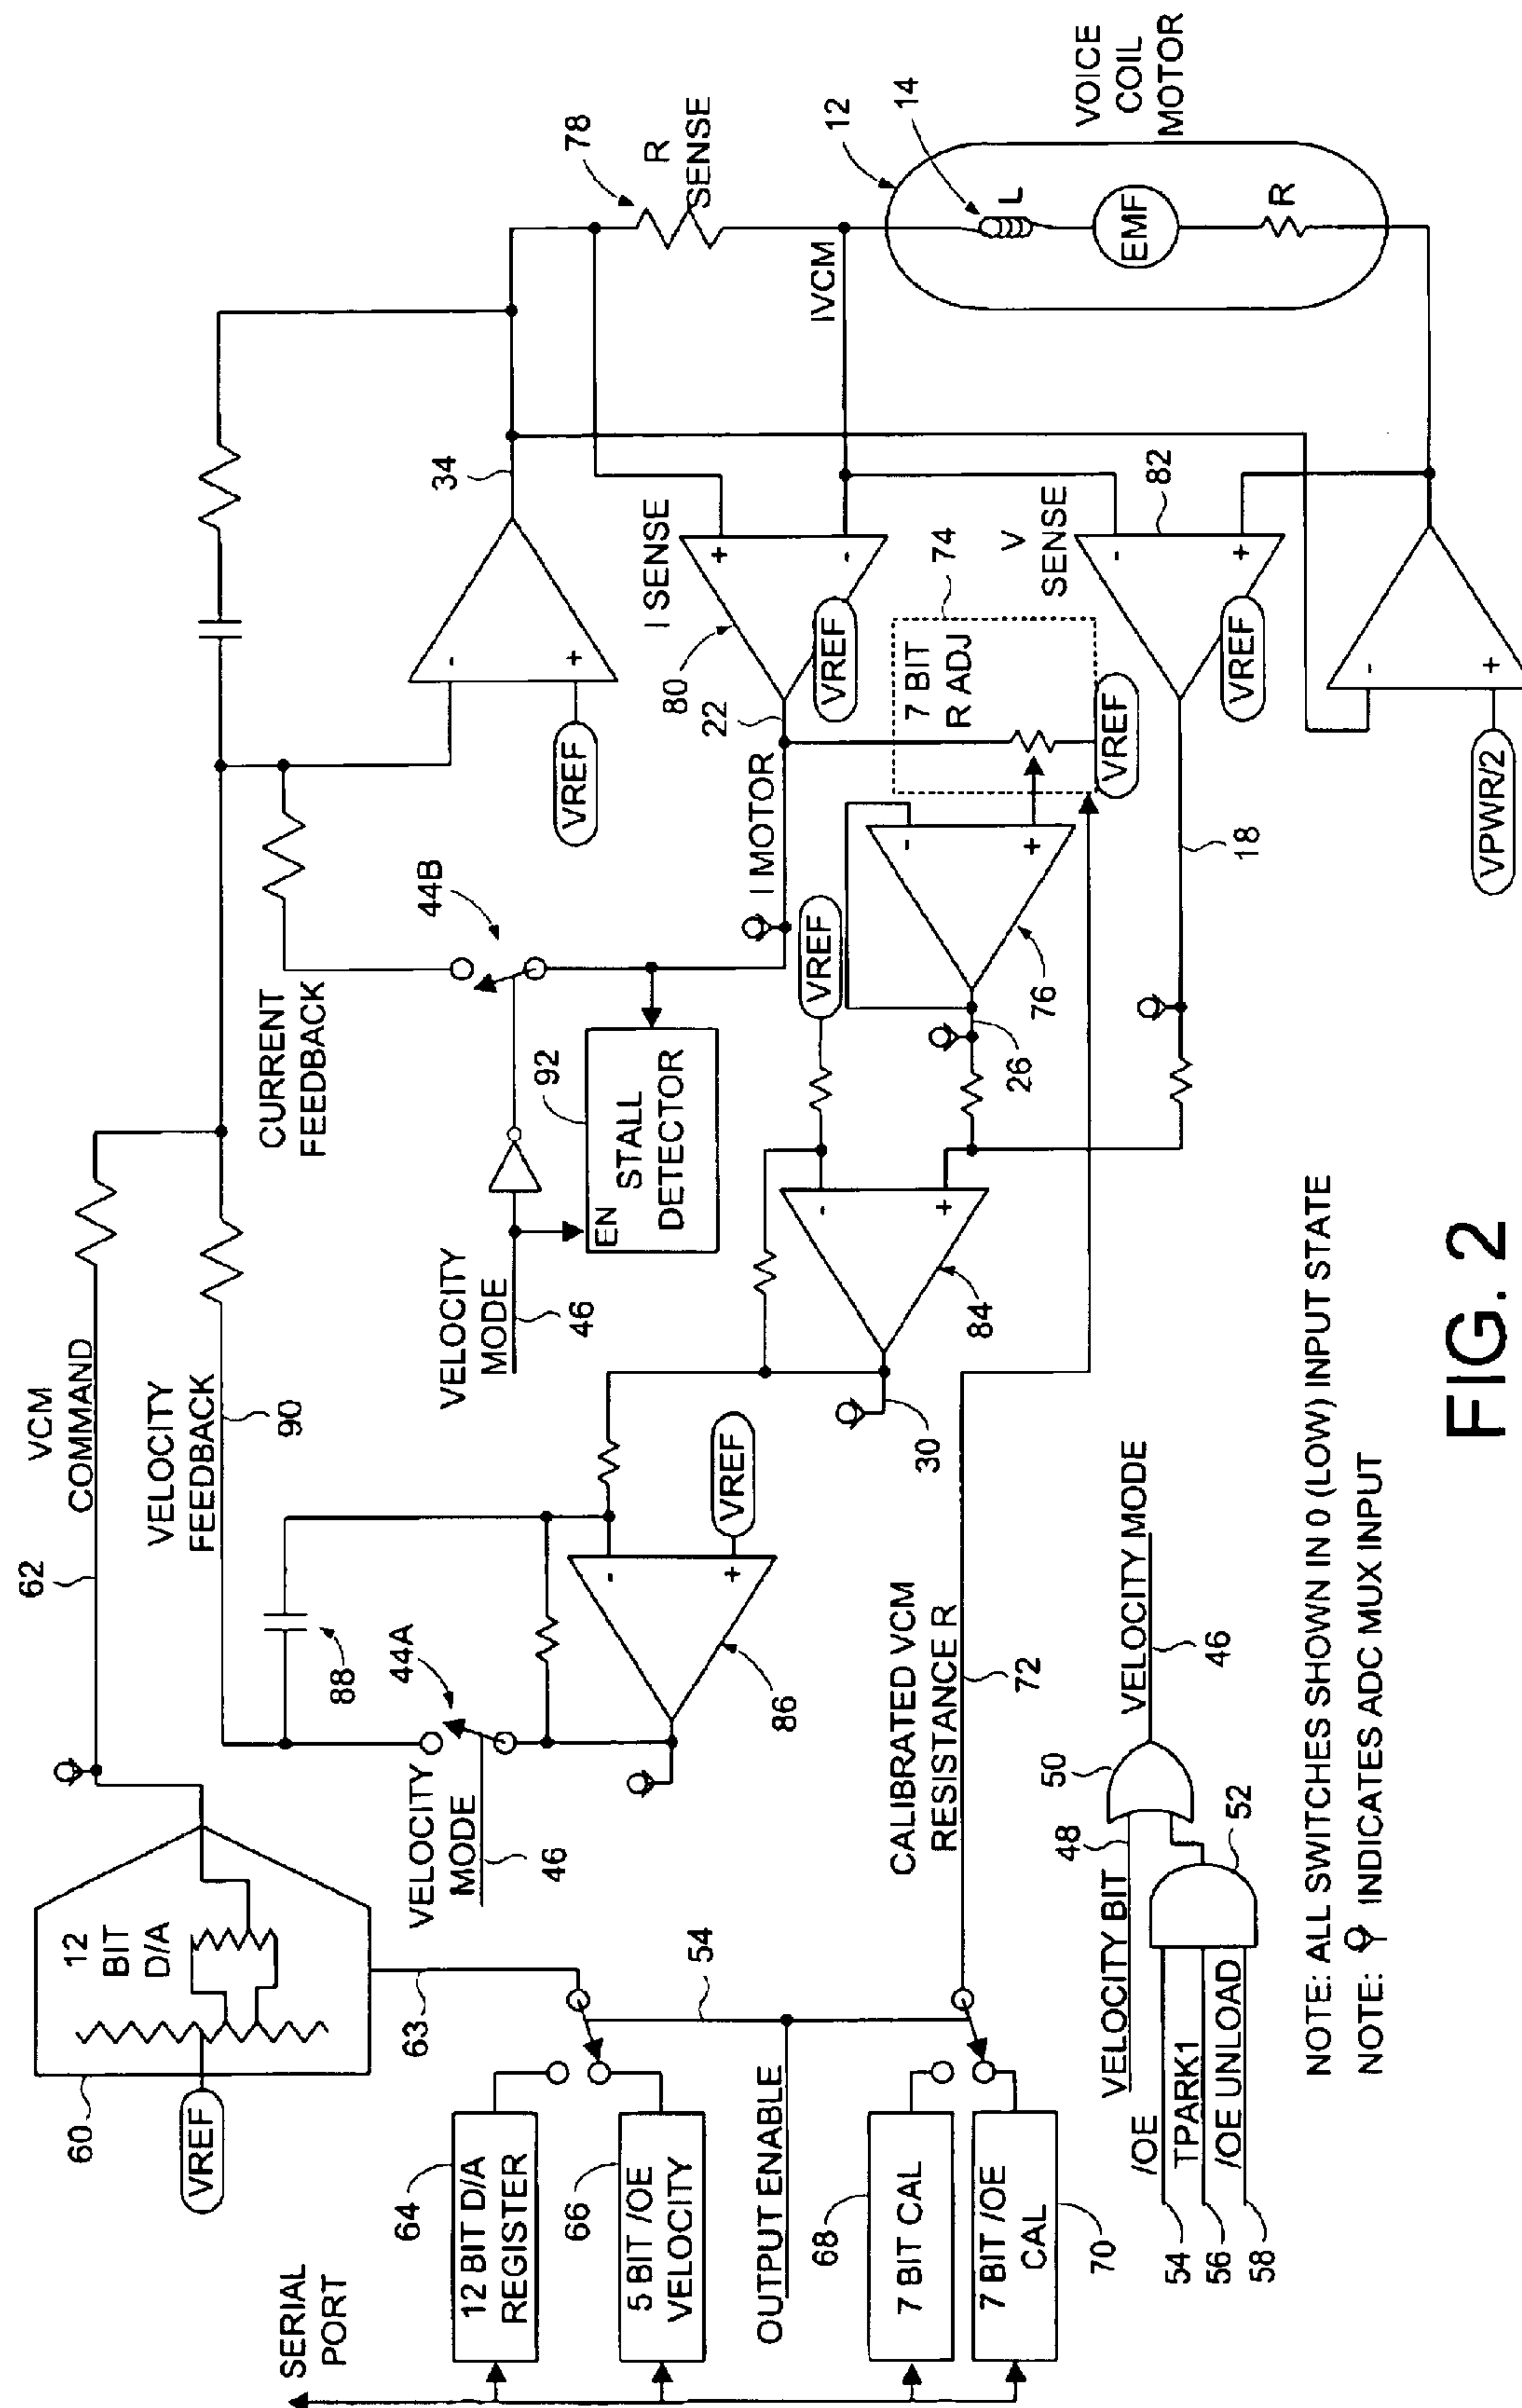 SERIAL
PORT
60
VREF
12
BIT
D/A
63
64
12 BIT D/A
REGISTER
66
5 BIT /OE
VELOCITY
OUTPUT ENABLE
54
68
7 BIT CAL
7 BIT /OE
CAL
70
62
VCM
COMMAND
VELOCITY
FEEDBACK
90
88
44A
VELOCITY
MODE
46
86
VREF
CALIBRATED VCM
RESISTANCE R
72
30
84
CURRENT
FEEDBACK
44B
VELOCITY
MODE
46
92
EN
STALL
DETECTOR
VREF
I MOTOR
26
76
VREF
34
I SENSE
80
22
VREF
7 BIT
R ADJ
74
VREF
V
SENSE
82
VREF
18
VPWR/2
78
R
SENSE
IVCM
12
14
L
EMF
R
VOICE
COIL
MOTOR
-
+
+
-
-
+
-
+
-
+
-
+
-
+
VELOCITY BIT
48
50
VELOCITY MODE
46
52
/OE
TPARK1
/OE UNLOAD
54
56
58
NOTE: ALL SWITCHES SHOWN IN 0 (LOW) INPUT STATE
NOTE: INDICATES ADC MUX INPUT
FIG. 2